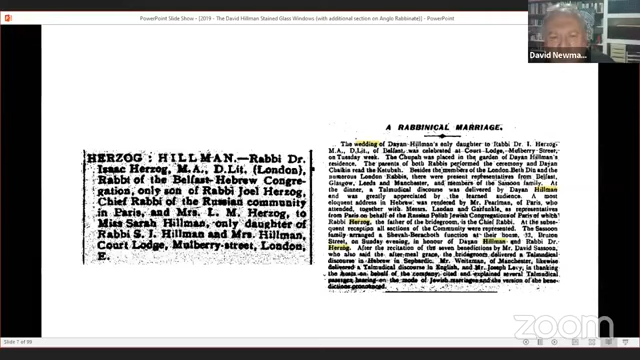 PowerPoint Slide Show - [2019 - The David Hillman Stained Glass Windows (with additional section on Anglo Rabbinate)] - PowerPoint
David Newma...
HERZOG : HILLMAN.—Rabbi Dr.
Isaac Herzog, M.A., D.Lit. (London),
Rabbi of the Belfast Hebrew Congre-
gation, only son of Rabbi Joel Herzog,
Chief Rabbi of the Russian community
in Paris, and Mrs. L. M. Herzog, to
Miss Sarah Hillman, only daughter of
Rabbi S. I. Hillman and Mrs. Hillman,
Court Lodge, Mulberry-street, London,
E.
A RABBINICAL MARRIAGE.
The wedding of Dayan Hillman's only daughter to Rabbi Dr. I. Herzog,
M.A., D.Lit., of Belfast, was celebrated at Court Lodge, Mulberry-Street,
on Tuesday week. The Chupah was placed in the garden of Dayan Hillman's
residence. The parents of both Rabbis performed the ceremony and Dayan
Chaikin read the Ketubah. Besides the members of the London Beth Din and the
numerous London Rabbis, there were present representatives from Belfast,
Glasgow, Leeds and Manchester, and members of the Sassoon family. At
the dinner, a Talmudical discourse was delivered by Dayan Hillman
and was greatly appreciated by the learned audience. A most
eloquent address in Hebrew was rendered by Mr. Pearlman, of Paris, who
attended, together with Messrs. Landau and Garfunkle, as representatives
from Paris on behalf of the Russian Polish Jewish Congregations of Paris of which
Rabbi Herzog, the father of the bridegroom, is the Chief Rabbi. At the subse-
quent reception all sections of the Community were represented. The Sassoon
family arranged a Shevah-Berachoth function at their house, 32, Bruton
Street, on Sunday evening, in honour of Dayan Hillman and Rabbi Dr.
Herzog. After the recitation of the seven benedictions by Mr. David Sassoon,
who also said the after-meal grace, the bridegroom delivered a Talmudical
discourse in Hebrew in Sephardic. Mr. Weitzman, of Manchester, likewise
delivered a Talmudical discourse in English, and Mr. Joseph Levy, in thanking
the hosts on behalf of the company, cited and explained several Talmudical
passages bearing on the mode of Jewish marriages and the version of the bene-
dictions pronounced.
zoom
Slide 7 of 98